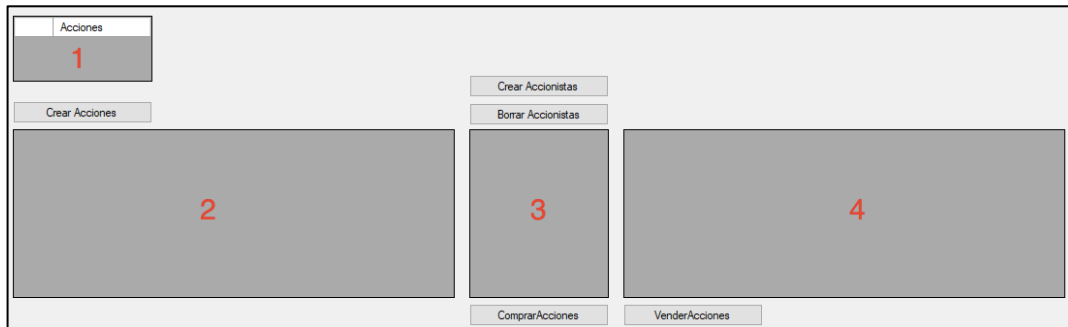 Acciones
1
Crear Accionistas
Crear Acciones
Borrar Accionistas
2
3
4
ComprarAcciones
VenderAcciones